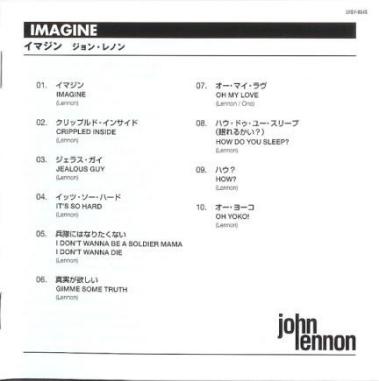 IMAGINE
イマジン ジョン・レノン
01. イマジン
IMAGINE
(Lennon)
02. クリップルド・インサイド
CRIPPLED INSIDE
(Lennon)
03. ジェラス・ガイ
JEALOUS GUY
(Lennon)
04. イッツ・ソー・ハード
IT'S SO HARD
(Lennon)
05. 兵隊にはなりたくない
I DON'T WANNA BE A SOLDIER MAMA
I DON'T WANNA DIE
(Lennon)
06. 真実が欲しい
GIMME SOME TRUTH
(Lennon)
07. オー・マイ・ラヴ
OH MY LOVE
(Lennon / Ono)
08. ハウ・ドゥ・ユー・スリープ
(眠れるかい?)
HOW DO YOU SLEEP?
(Lennon)
09. ハウ?
HOW?
(Lennon)
10. オー・ヨーコ
OH YOKO!
(Lennon)
john
lennon